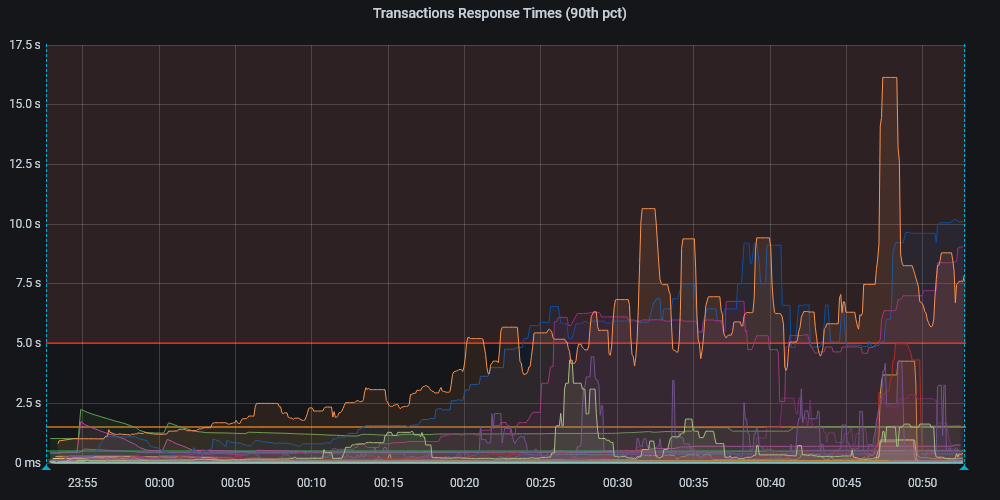 Transactions Response Times (90th pct)
17.5 s
15.0 s
12.5 s
10.0 s
7.5 s
5.0 s
2.5 s
0 ms
23:55
00:00
00:05
00:10
00:15
00:20
00:25
00:30
00:35
00:40
00:45
00:50